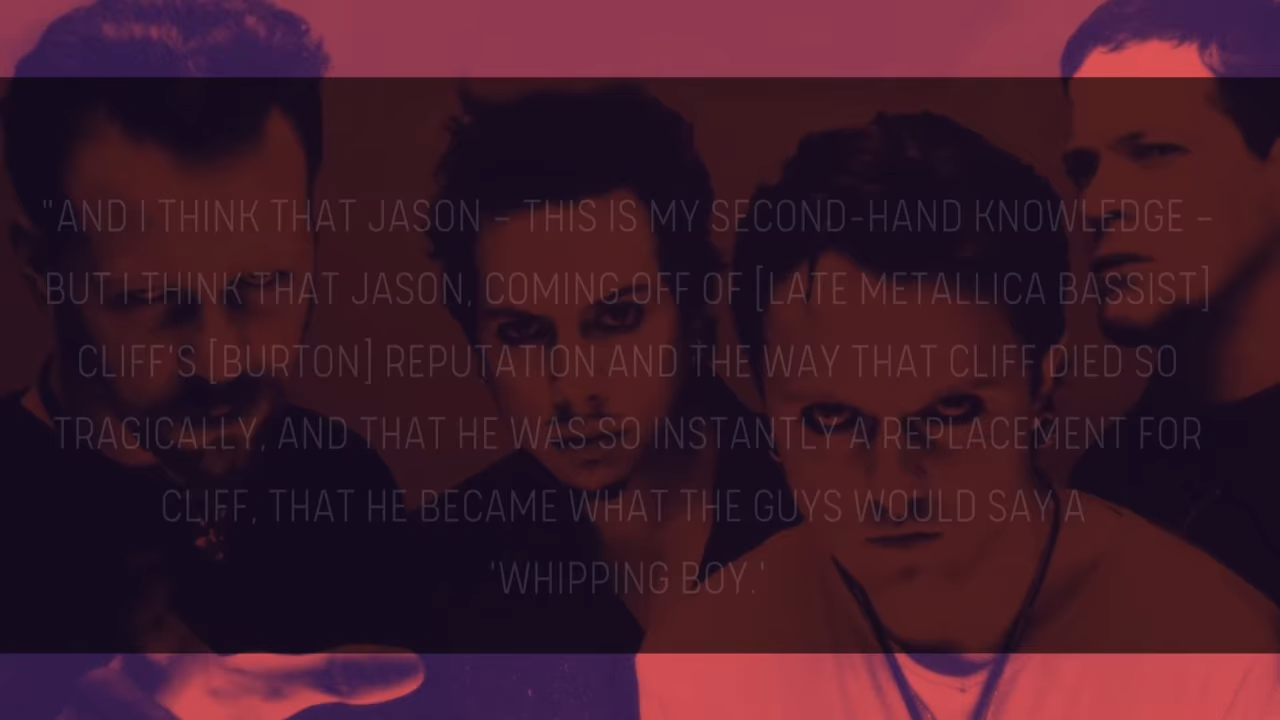 "AND I THINK THAT JASON – THIS IS MY SECOND-HAND KNOWLEDGE –
BUT I THINK THAT JASON, COMING OFF OF [LATE METALLICA BASSIST]
CLIFF'S [BURTON] REPUTATION AND THE WAY THAT CLIFF DIED SO
TRAGICALLY, AND THAT HE WAS SO INSTANTLY A REPLACEMENT FOR
CLIFF, THAT HE BECAME WHAT THE GUYS WOULD SAY A
'WHIPPING BOY.'